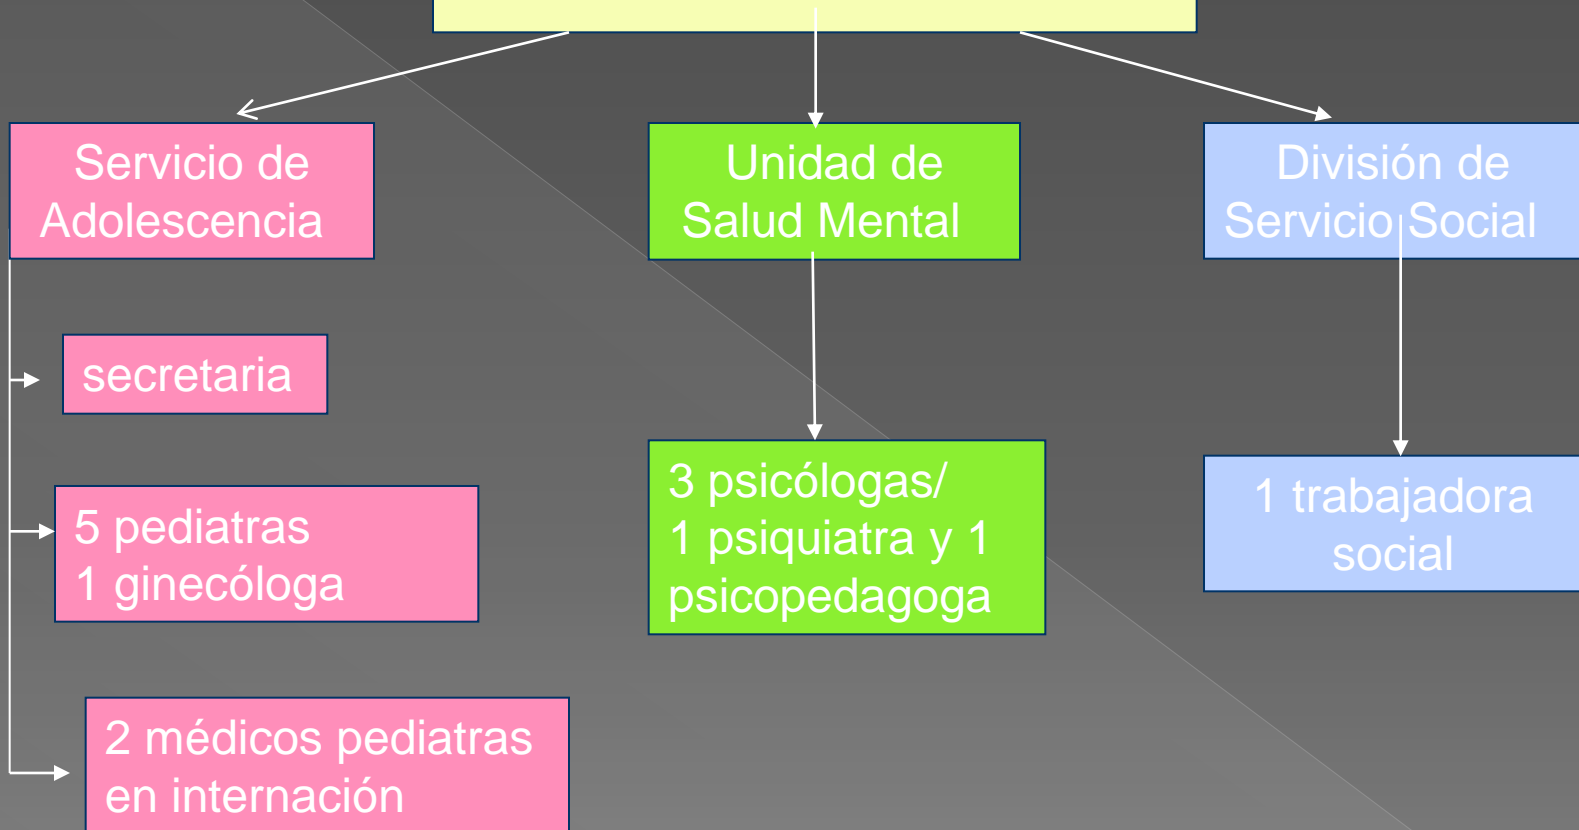 Servicio de
Adolescencia
Unidad de
Salud Mental
División de
Servicio Social
secretaria
5 pediatras
1 ginecóloga
2 médicos pediatras
en internación
3 psicólogas/
1 psiquiatra y 1
psicopedagoga
1 trabajadora
social